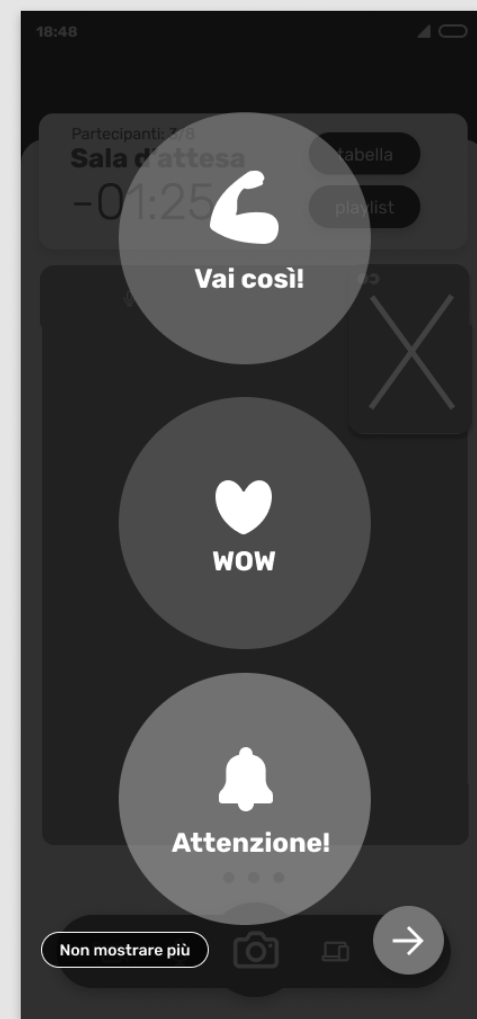 18:48
Partecipanti: 3/8
Sala d'attesa
-01:25
tabella
playlist
Vai così!
WOW
Attenzione!
Non mostrare più